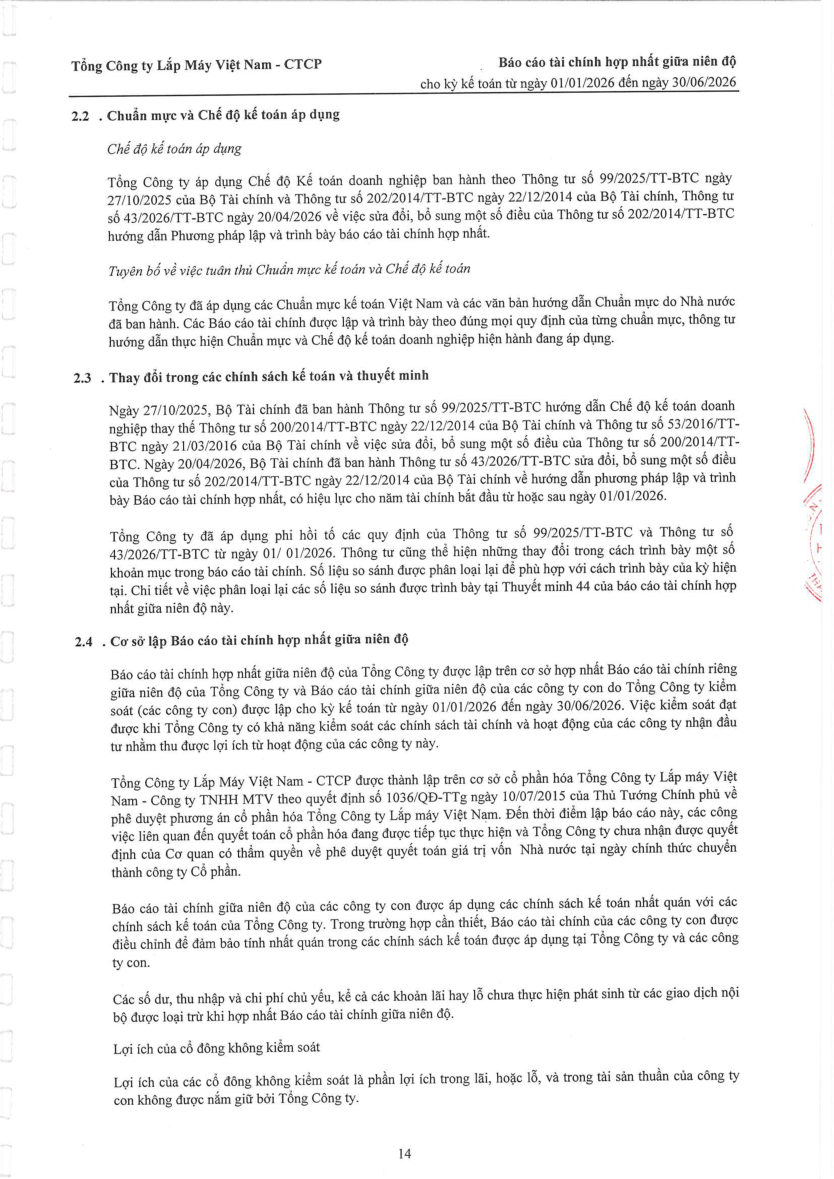 Tổng Công ty Lắp Máy Việt Nam - CTCP
Báo cáo tài chính hợp nhất giữa niên độ
cho kỳ kế toán từ ngày 01/01/2026 đến ngày 30/06/2026
2.2 . Chuẩn mực và Chế độ kế toán áp dụng
Chế độ kế toán áp dụng
Tổng Công ty áp dụng Chế độ Kế toán doanh nghiệp ban hành theo Thông tư số 99/2025/TT-BTC ngày
27/10/2025 của Bộ Tài chính và Thông tư số 202/2014/TT-BTC ngày 22/12/2014 của Bộ Tài chính, Thông tư
số 43/2026/TT-BTC ngày 20/04/2026 về việc sửa đổi, bổ sung một số điều của Thông tư số 202/2014/TT-BTC
hướng dẫn Phương pháp lập và trình bày báo cáo tài chính hợp nhất.
Tuyên bố về việc tuân thủ Chuẩn mực kế toán và Chế độ kế toán
Tổng Công ty đã áp dụng các Chuẩn mực kế toán Việt Nam và các văn bản hướng dẫn Chuẩn mực do Nhà nước
đã ban hành. Các Báo cáo tài chính được lập và trình bày theo đúng mọi quy định của từng chuẩn mực, thông tư
hướng dẫn thực hiện Chuẩn mực và Chế độ kế toán doanh nghiệp hiện hành đang áp dụng.
2.3 . Thay đổi trong các chính sách kế toán và thuyết minh
Ngày 27/10/2025, Bộ Tài chính đã ban hành Thông tư số 99/2025/TT-BTC hướng dẫn Chế độ kế toán doanh
nghiệp thay thế Thông tư số 200/2014/TT-BTC ngày 22/12/2014 của Bộ Tài chính và Thông tư số 53/2016/TT-
BTC ngày 21/03/2016 của Bộ Tài chính về việc sửa đổi, bổ sung một số điều của Thông tư số 200/2014/TT-
BTC. Ngày 20/04/2026, Bộ Tài chính đã ban hành Thông tư số 43/2026/TT-BTC sửa đổi, bổ sung một số điều
của Thông tư số 202/2014/TT-BTC ngày 22/12/2014 của Bộ Tài chính về hướng dẫn phương pháp lập và trình
bày Báo cáo tài chính hợp nhất, có hiệu lực cho năm tài chính bắt đầu từ hoặc sau ngày 01/01/2026.
Tổng Công ty đã áp dụng phi hồi tố các quy định của Thông tư số 99/2025/TT-BTC và Thông tư số
43/2026/TT-BTC từ ngày 01/ 01/2026. Thông tư cũng thể hiện những thay đổi trong cách trình bày một số
khoản mục trong báo cáo tài chính. Số liệu so sánh được phân loại lại để phù hợp với cách trình bày của kỳ hiện
tại. Chi tiết về việc phân loại lại các số liệu so sánh được trình bày tại Thuyết minh 44 của báo cáo tài chính hợp
nhất giữa niên độ này.
2.4 . Cơ sở lập Báo cáo tài chính hợp nhất giữa niên độ
Báo cáo tài chính hợp nhất giữa niên độ của Tổng Công ty được lập trên cơ sở hợp nhất Báo cáo tài chính riêng
giữa niên độ của Tổng Công ty và Báo cáo tài chính giữa niên độ của các công ty con do Tổng Công ty kiểm
soát (các công ty con) được lập cho kỳ kế toán từ ngày 01/01/2026 đến ngày 30/06/2026. Việc kiểm soát đạt
được khi Tổng Công ty có khả năng kiểm soát các chính sách tài chính và hoạt động của các công ty nhận đầu
tư nhằm thu được lợi ích từ hoạt động của các công ty này.
Tổng Công ty Lắp Máy Việt Nam - CTCP được thành lập trên cơ sở cổ phần hóa Tổng Công ty Lắp máy Việt
Nam - Công ty TNHH MTV theo quyết định số 1036/QĐ-TTg ngày 10/07/2015 của Thủ Tướng Chính phủ về
phê duyệt phương án cổ phần hóa Tổng Công ty Lắp máy Việt Nam. Đến thời điểm lập báo cáo này, các công
việc liên quan đến quyết toán cổ phần hóa đang được tiếp tục thực hiện và Tổng Công ty chưa nhận được quyết
định của Cơ quan có thẩm quyền về phê duyệt quyết toán giá trị vốn Nhà nước tại ngày chính thức chuyển
thành công ty Cổ phần.
Báo cáo tài chính giữa niên độ của các công ty con được áp dụng các chính sách kế toán nhất quán với các
chính sách kế toán của Tổng Công ty. Trong trường hợp cần thiết, Báo cáo tài chính của các công ty con được
điều chỉnh để đảm bảo tính nhất quán trong các chính sách kế toán được áp dụng tại Tổng Công ty và các công
ty con.
Các số dư, thu nhập và chi phí chủ yếu, kể cả các khoản lãi hay lỗ chưa thực hiện phát sinh từ các giao dịch nội
bộ được loại trừ khi hợp nhất Báo cáo tài chính giữa niên độ.
Lợi ích của cổ đông không kiểm soát
Lợi ích của các cổ đông không kiểm soát là phần lợi ích trong lãi, hoặc lỗ, và trong tài sản thuần của công ty
con không được nắm giữ bởi Tổng Công ty.
14